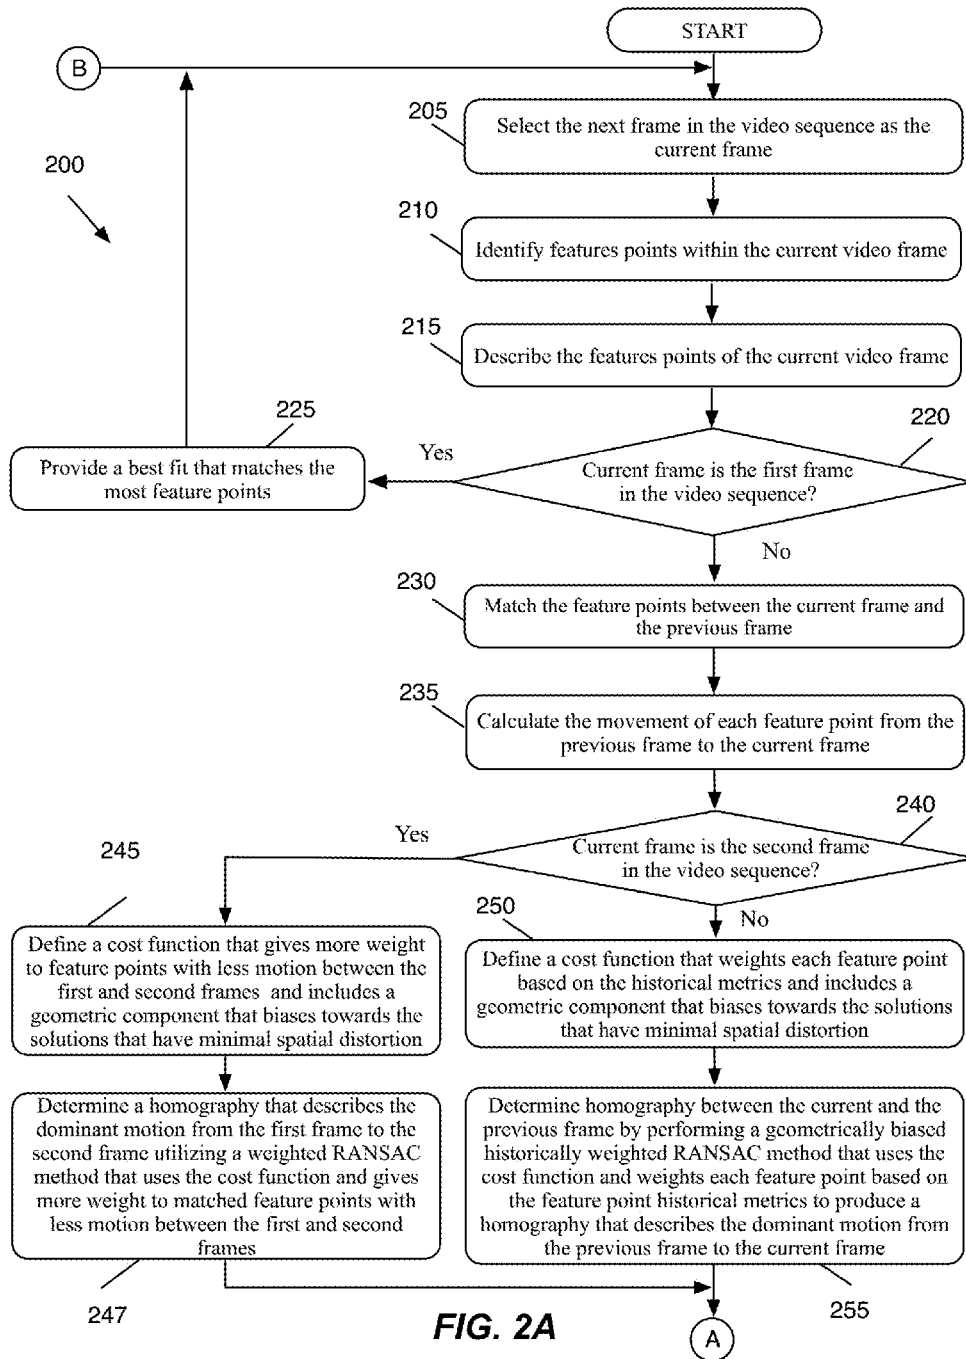 START
B
205
Select the next frame in the video sequence as the
current frame
200
210
Identify features points within the current video frame
215
Describe the features points of the current video frame
225
220
Yes
Provide a best fit that matches the
most feature points
Current frame is the first frame
in the video sequence?
No
230
Match the feature points between the current frame and
the previous frame
235
Calculate the movement of each feature point from the
previous frame to the current frame
240
Yes
Current frame is the second frame
in the video sequence?
245
250
No
Define a cost function that gives more weight
to feature points with less motion between the
first and second frames and includes a
geometric component that biases towards the
solutions that have minimal spatial distortion
Define a cost function that weights each feature point
based on the historical metrics and includes a
geometric component that biases towards the solutions
that have minimal spatial distortion
Determine a homography that describes the
dominant motion from the first frame to the
second frame utilizing a weighted RANSAC
method that uses the cost function and gives
more weight to matched feature points with
less motion between the first and second
frames
Determine homography between the current and the
previous frame by performing a geometrically biased
historically weighted RANSAC method that uses the
cost function and weights each feature point based on
the feature point historical metrics to produce a
homography that describes the dominant motion from
the previous frame to the current frame
247
255
FIG. 2A
A